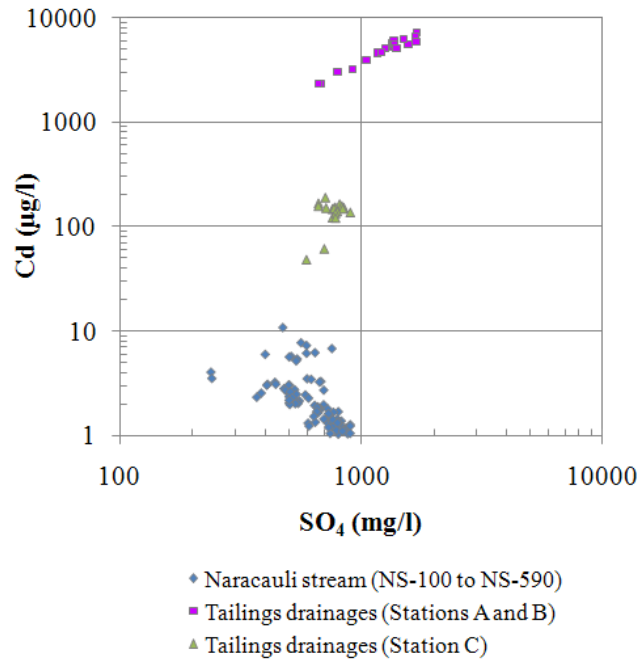 10000
1000
100
10
1
Cd (µg/l)
100
1000
10000
SO4 (mg/l)
Naracauli stream (NS-100 to NS-590)
Tailings drainages (Stations A and B)
Tailings drainages (Station C)